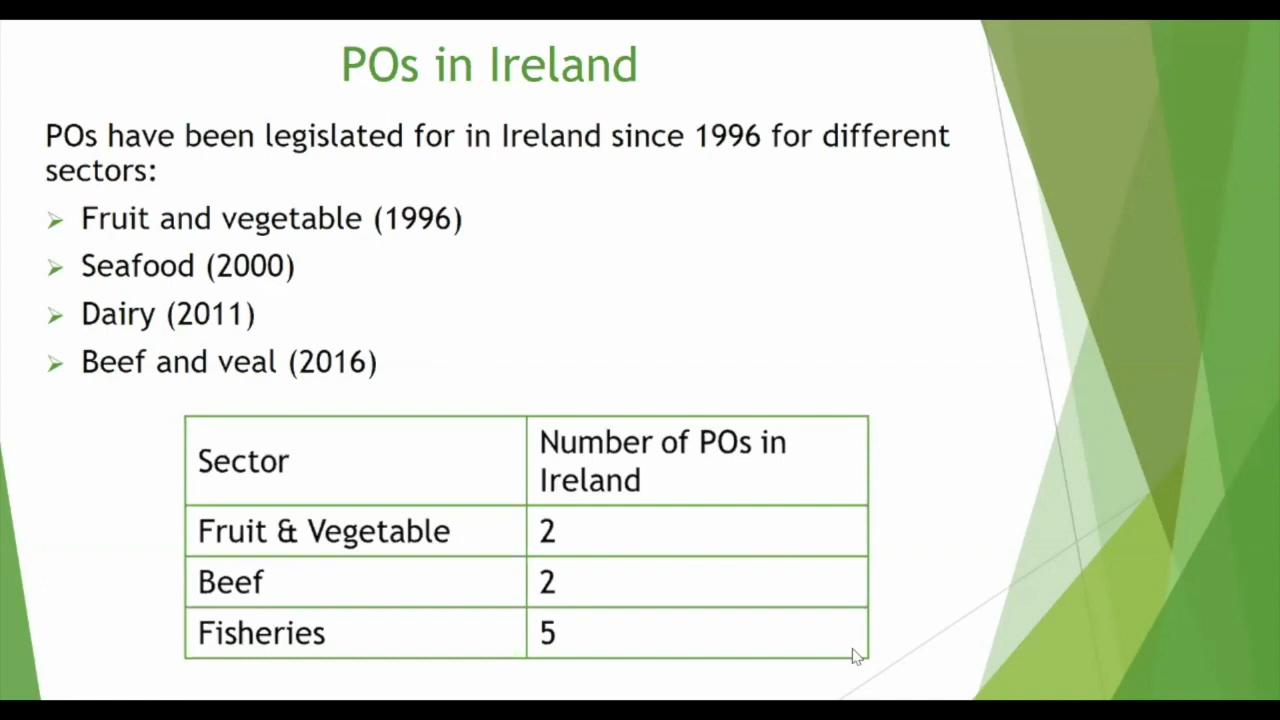 POs in Ireland
POs have been legislated for in Ireland since 1996 for different
sectors:
Fruit and vegetable (1996)
Seafood (2000)
Dairy (2011)
Beef and veal (2016)
Sector
Number of POs in
Ireland
Fruit & Vegetable 2
Beef 2
Fisheries 5